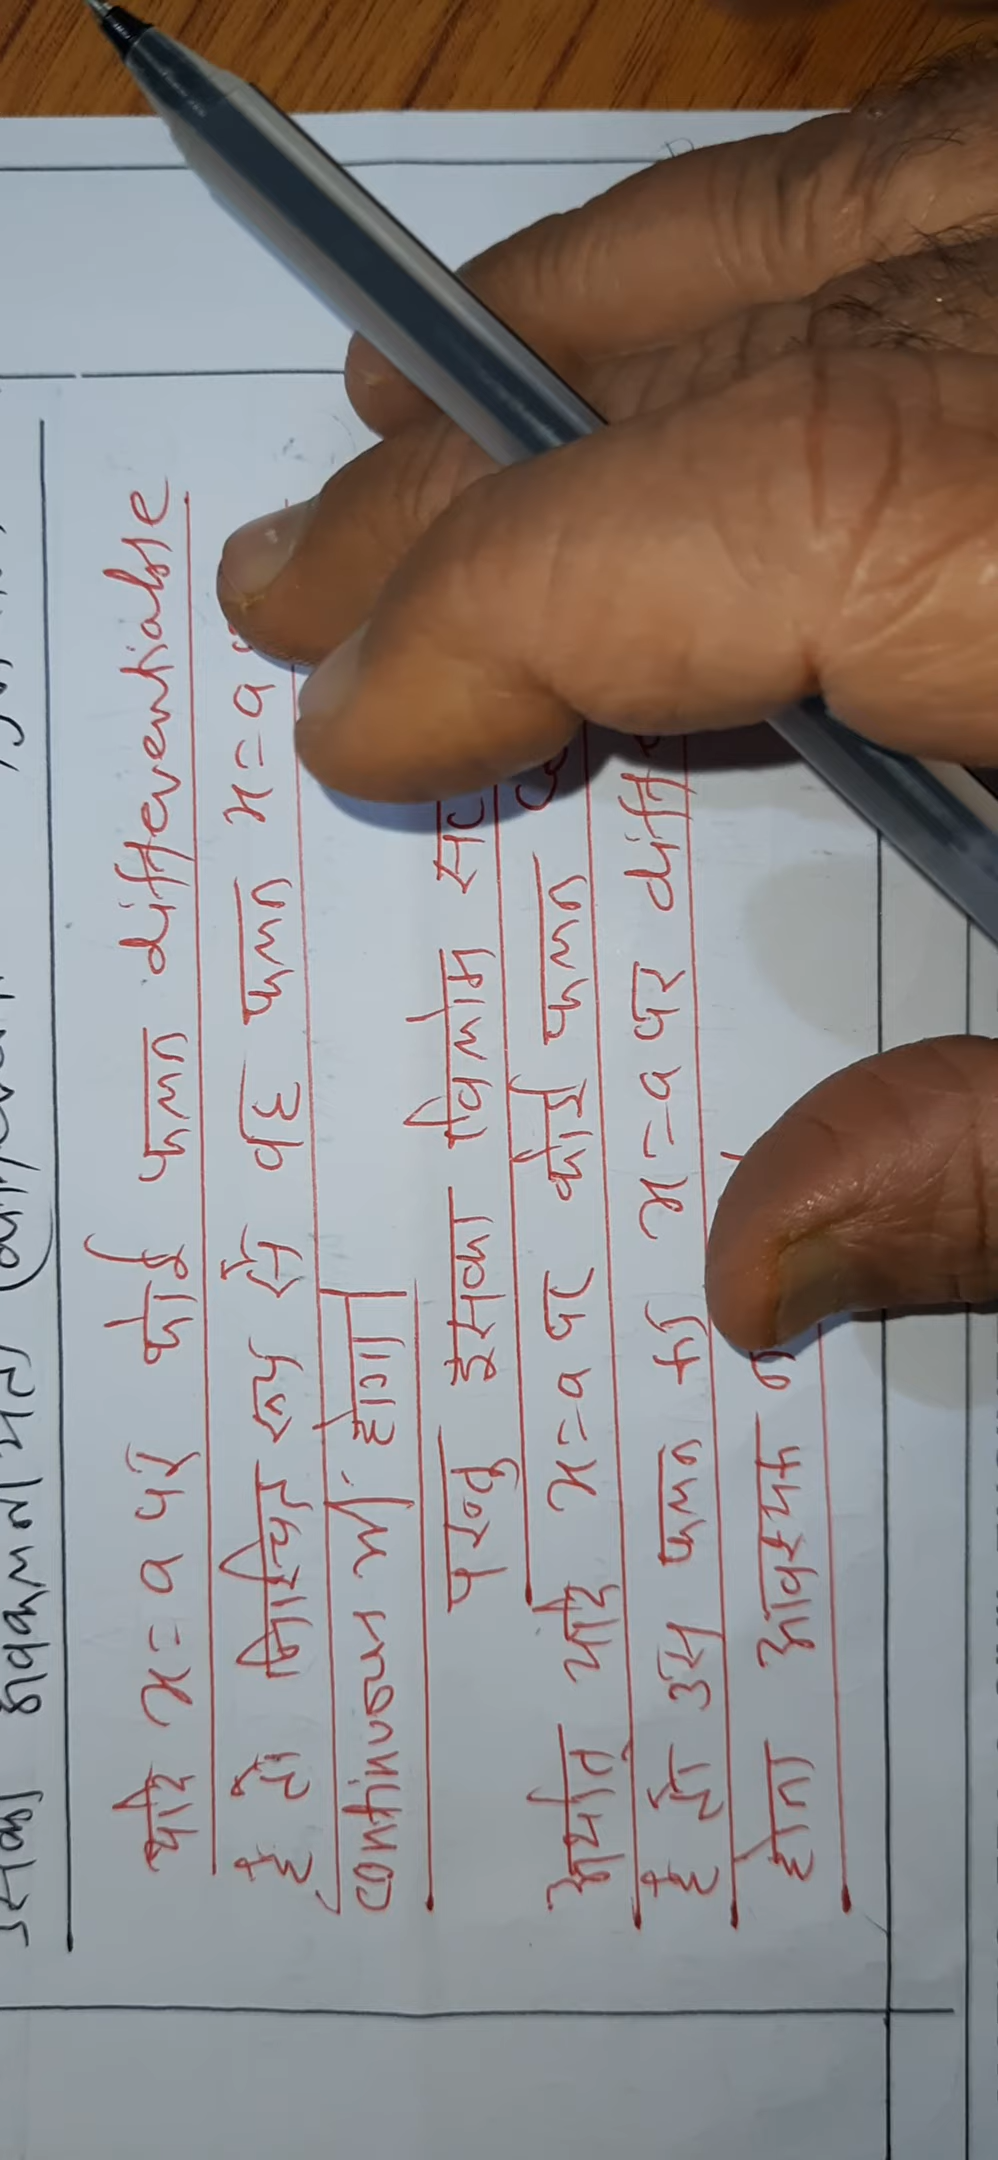 यदि x = a पर कोई फलन differentiable
है तो निश्चित रूप से वह फलन x = a
continuous भी होगा
परन्तु इसका विलोम सत
अर्थात यदि x = a पर कोई फलन
है तो उस फलन का x = a पर diff
होना आवश्यक न